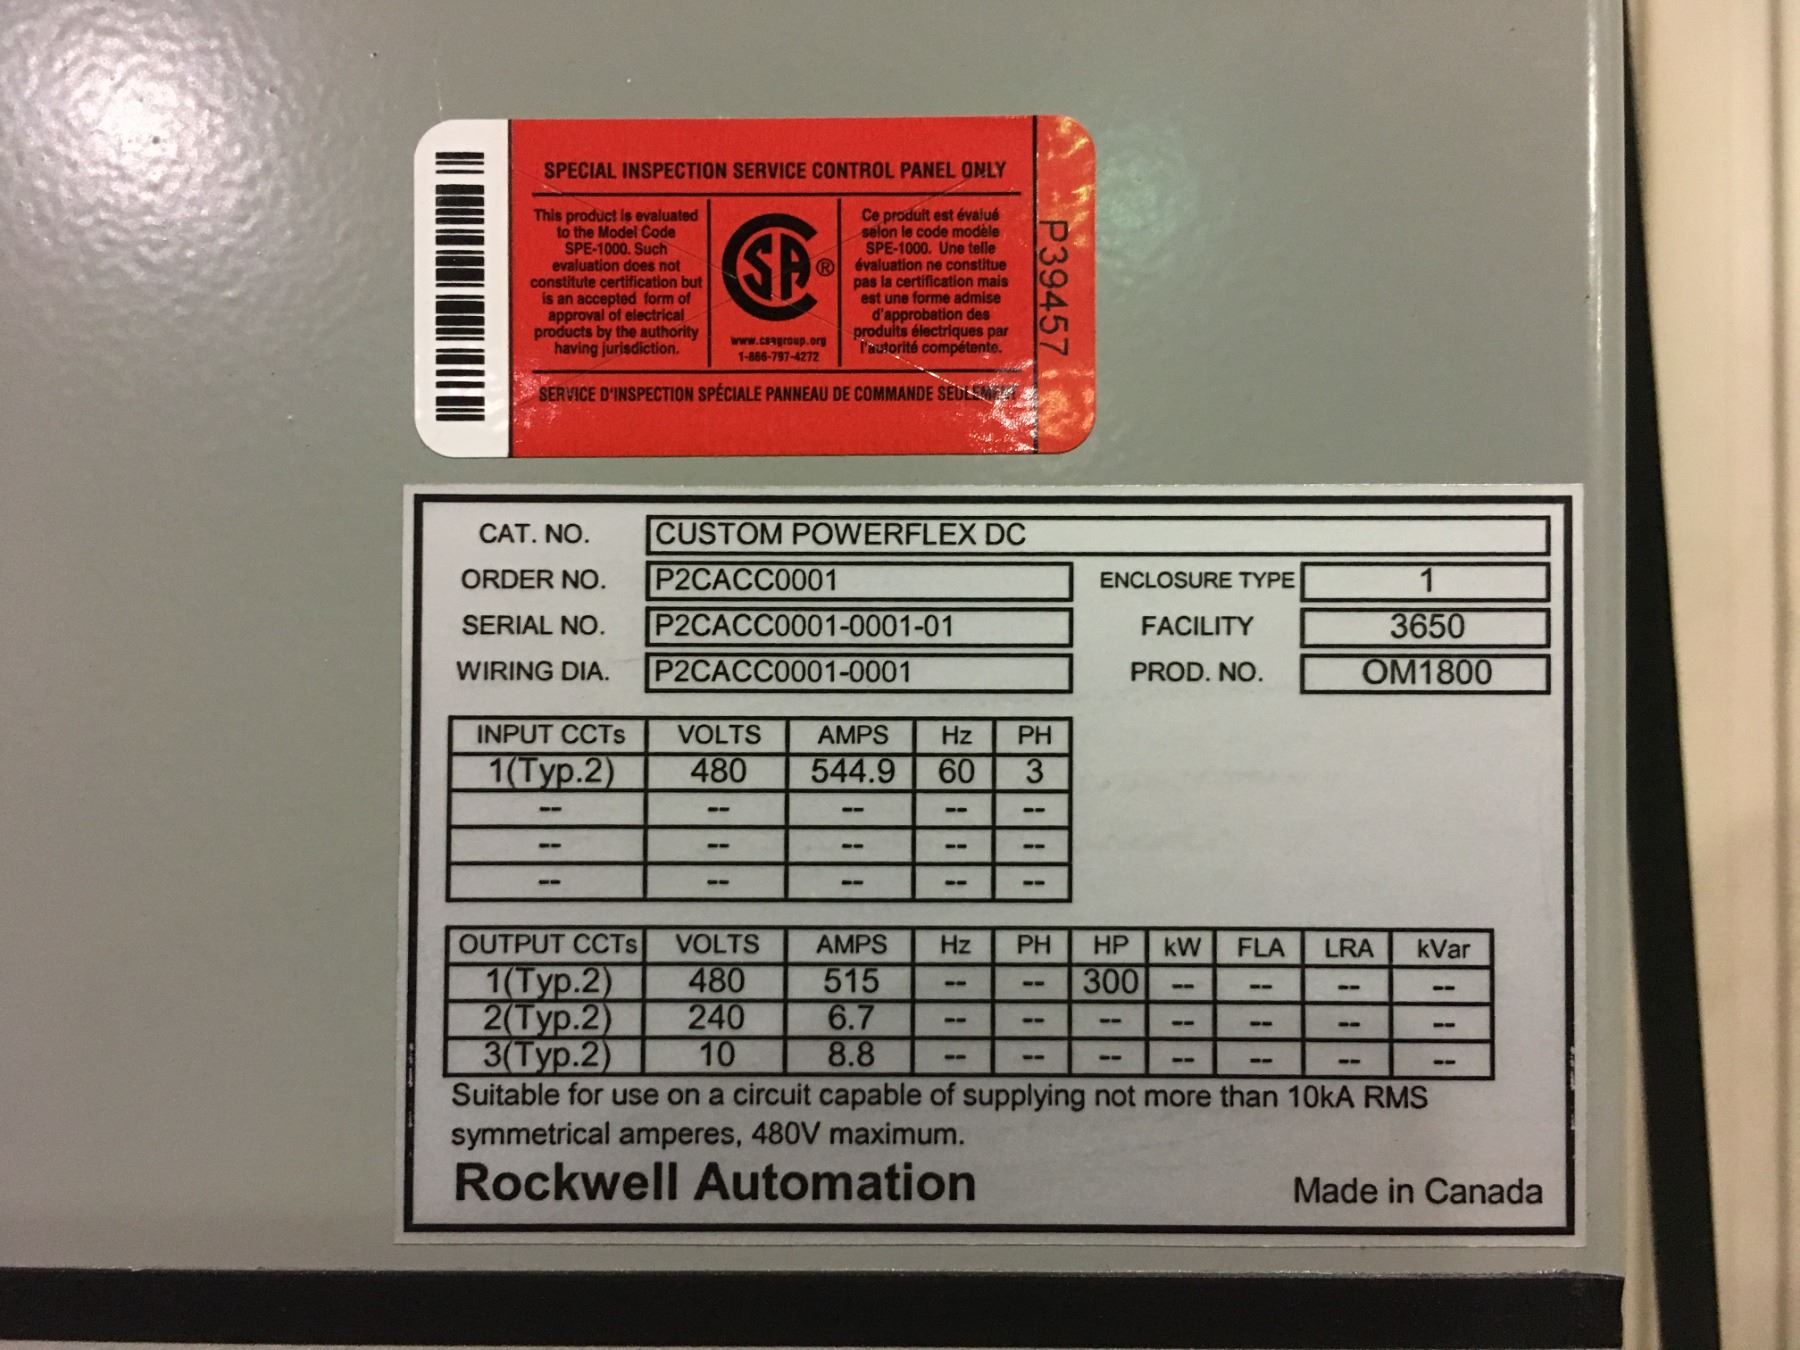 SPECIAL INSPECTION SERVICE CONTROL PANEL ONLY
This product is evaluated
to the Model Code
SPE-1000. Such
evaluation does not
constitute certification but
is an accepted form of
approval of electrical
products by the authority
having jurisdiction.
CSA ®
www.csagroup.org
1-866-797-4272
Ce produit est évalué
selon le code modèle
SPE-1000. Une telle
évaluation ne constitue
pas la certification mais
est une forme admise
d'approbation des
produits électriques par
l'autorité compétente.
SERVICE D'INSPECTION SPÉCIALE PANNEAU DE COMMANDE SEULEMENT
P39457
CAT. NO. CUSTOM POWERFLEX DC
ORDER NO. P2CACC0001 ENCLOSURE TYPE 1
SERIAL NO. P2CACC0001-0001-01 FACILITY 3650
WIRING DIA. P2CACC0001-0001 PROD. NO. OM1800
INPUT CCTs VOLTS AMPS Hz PH
1(Typ.2) 480 544.9 60 3
-- -- -- -- --
-- -- -- -- --
-- -- -- -- --
OUTPUT CCTs VOLTS AMPS Hz PH HP kW FLA LRA kVar
1(Typ.2) 480 515 -- -- 300 -- -- -- --
2(Typ.2) 240 6.7 -- -- -- -- -- -- --
3(Typ.2) 10 8.8 -- -- -- -- -- -- --
Suitable for use on a circuit capable of supplying not more than 10kA RMS
symmetrical amperes, 480V maximum.
Rockwell Automation Made in Canada